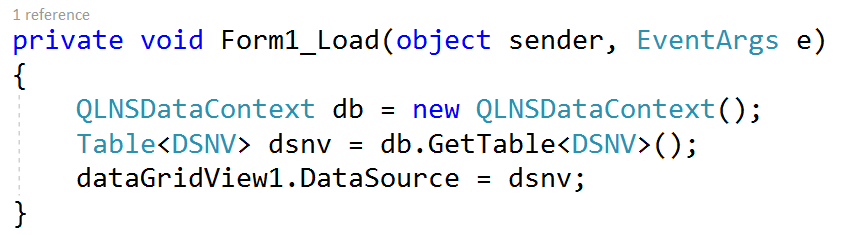 1 reference
private void Form1_Load(object sender, EventArgs e)
{
    QLNSDataContext db = new QLNSDataContext();
    Table<DSNV> dsnv = db.GetTable<DSNV>();
    dataGridView1.DataSource = dsnv;
}